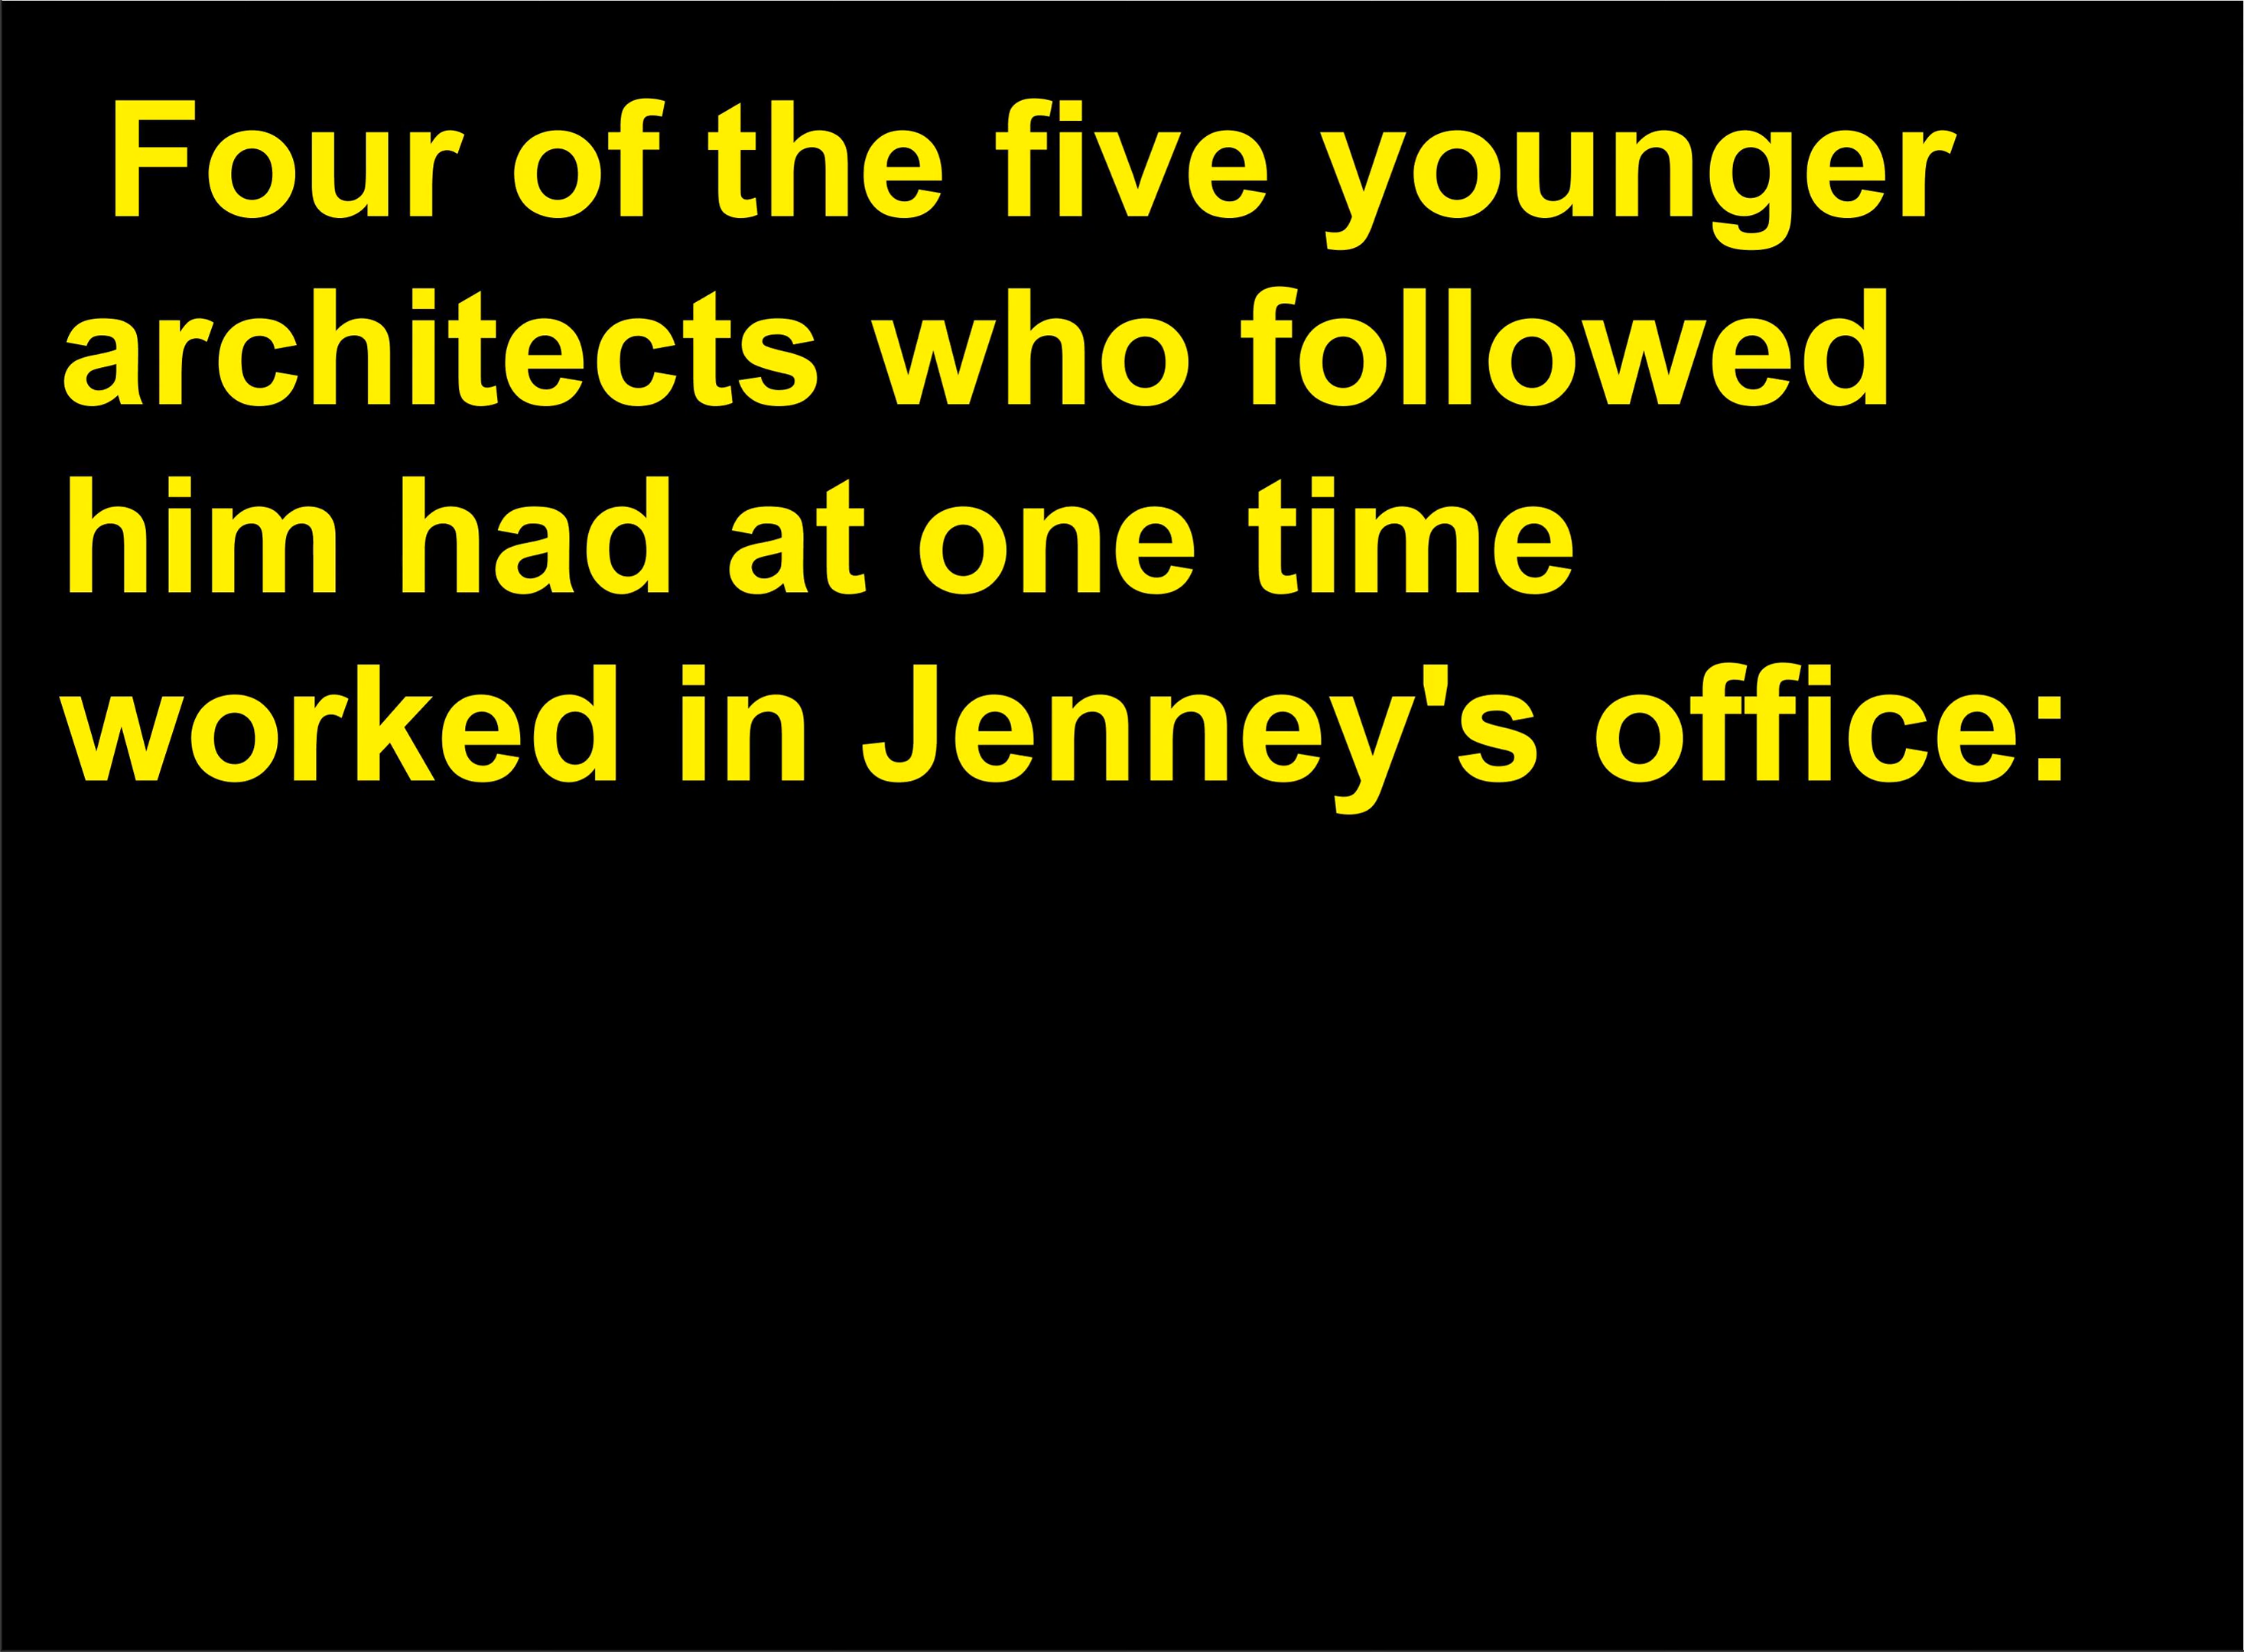 Four of the five younger
architects who followed
him had at one time
worked in Jenney's office: